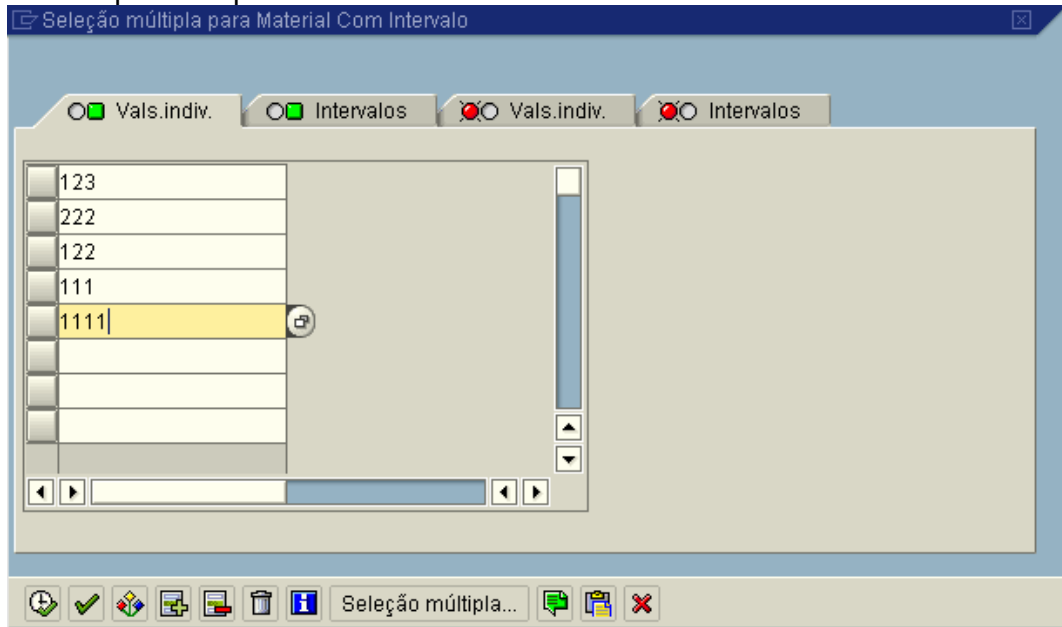 Seleção múltipla para Material Com Intervalo
Vals.indiv. Intervalos Vals.indiv. Intervalos
123
222
122
111
1111
Seleção múltipla...